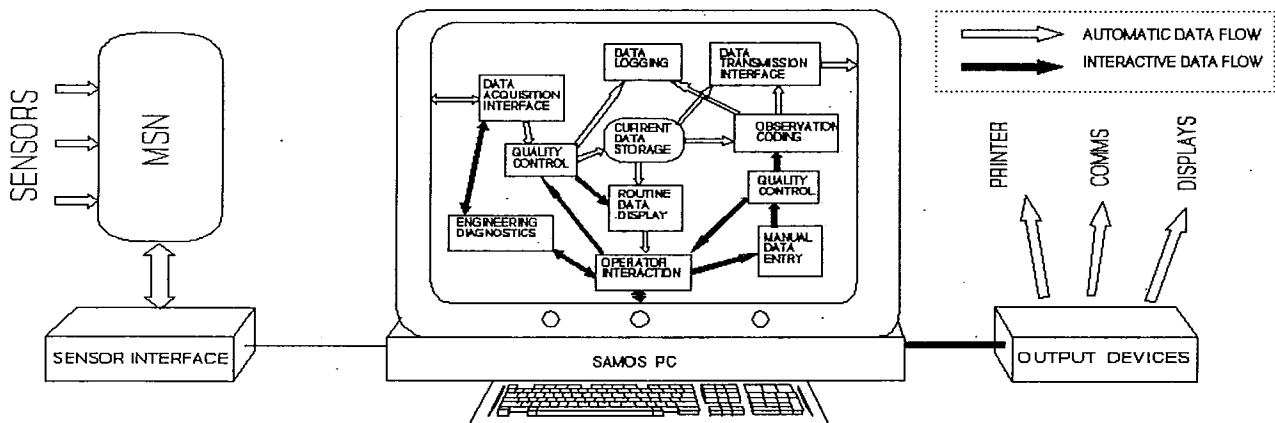 SENSORS
MSN
SENSOR INTERFACE
DATA
ACQUISITION
INTERFACE
DATA
LOGGING
DATA
TRANSMISSION
INTERFACE
QUALITY
CONTROL
CURRENT
DATA
STORAGE
OBSERVATION
CODING
ROUTINE
DATA
DISPLAY
QUALITY
CONTROL
ENGINEERING
DIAGNOSTICS
OPERATOR
INTERACTION
MANUAL
DATA
ENTRY
SAMOS PC
AUTOMATIC DATA FLOW
INTERACTIVE DATA FLOW
PRINTER
COMMS
DISPLAYS
OUTPUT DEVICES